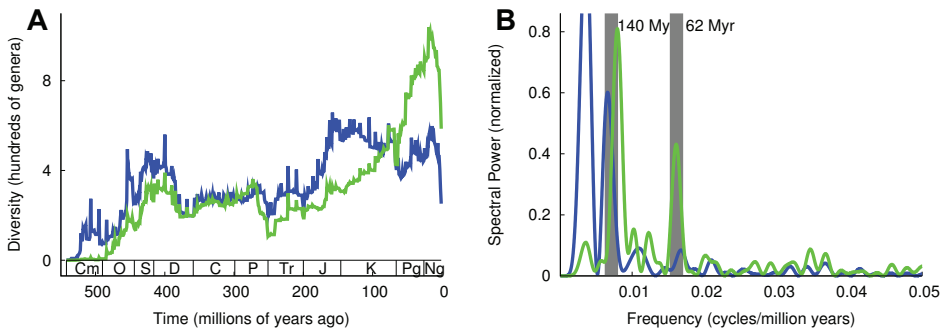 A
Diversity (hundreds of genera)
8
4
0
Cm O S D C P Tr J K Pg Ng
500 400 300 200 100 0
Time (millions of years ago)
B
140 My 62 Myr
Spectral Power (normalized)
0.8
0.6
0.4
0.2
0
0.01 0.02 0.03 0.04 0.05
Frequency (cycles/million years)